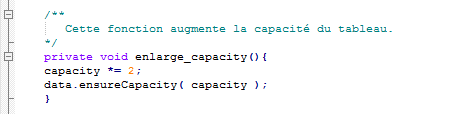 /**
Cette fonction augmente la capacité du tableau.
*/
private void enlarge_capacity(){
capacity *= 2;
data.ensureCapacity( capacity );
}